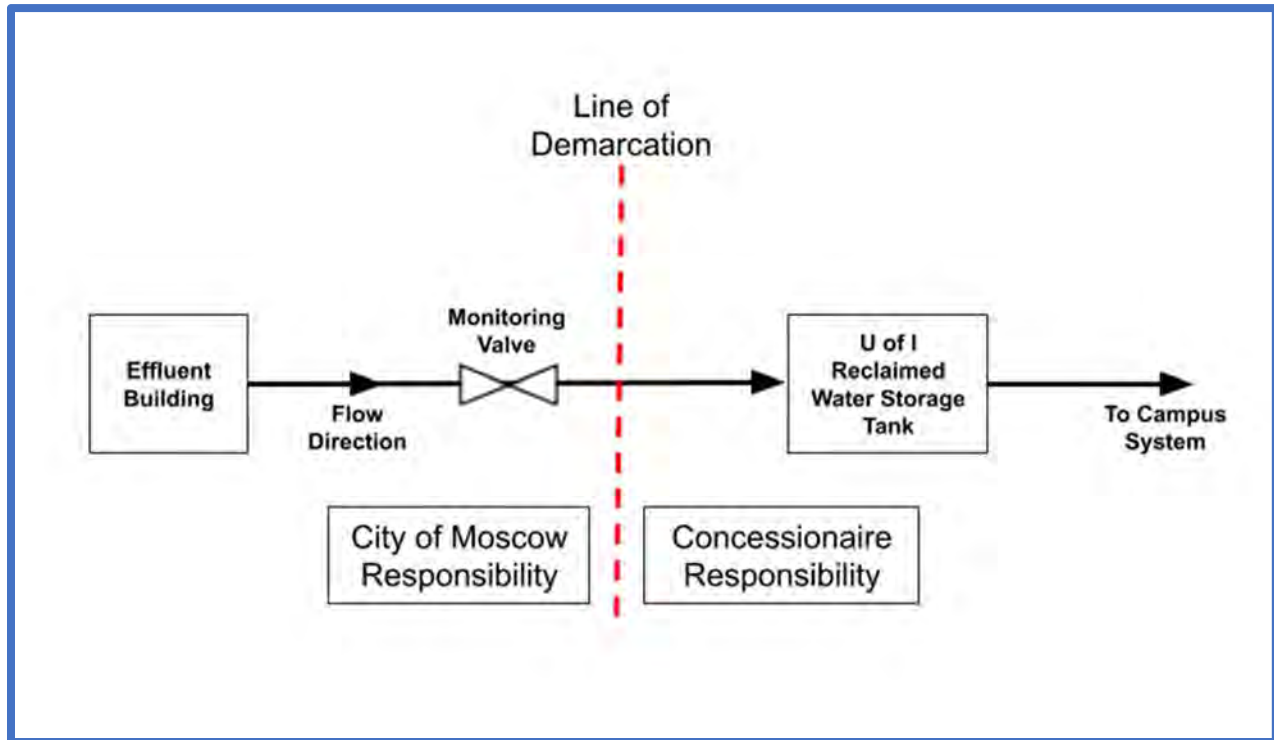 Line of
Demarcation
Monitoring
Valve
Effluent
Building
Flow
Direction
U of I
Reclaimed
Water Storage
Tank
To Campus
System
City of Moscow
Responsibility
Concessionaire
Responsibility